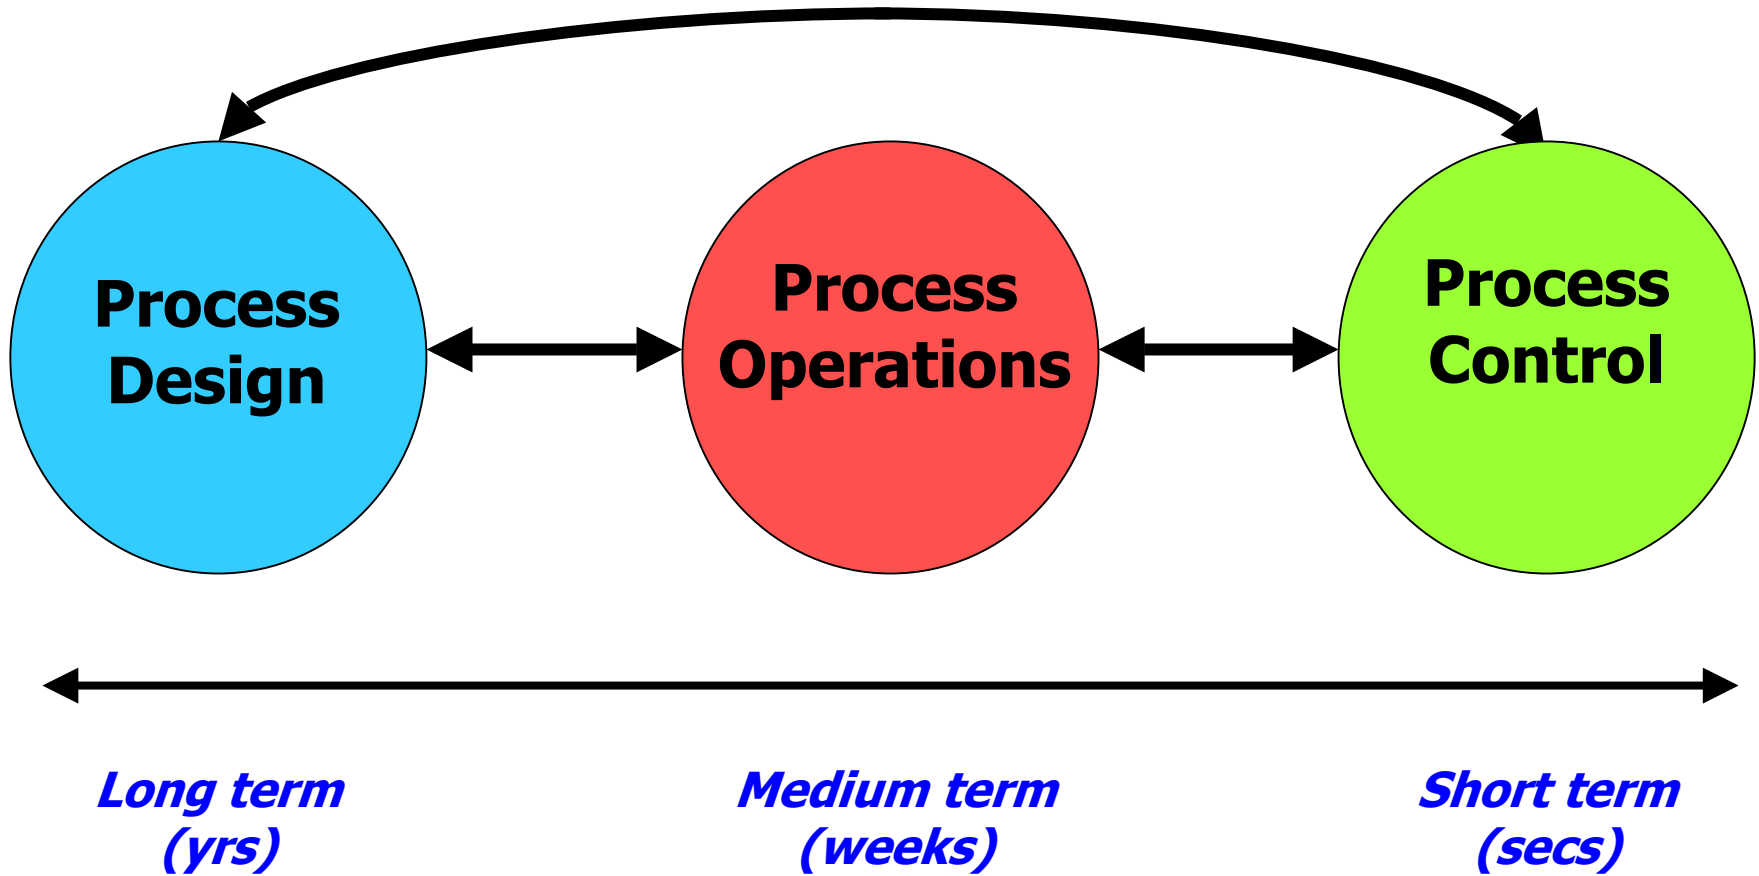 Process
Design
Process
Operations
Process
Control
Long term
(yrs)
Medium term
(weeks)
Short term
(secs)